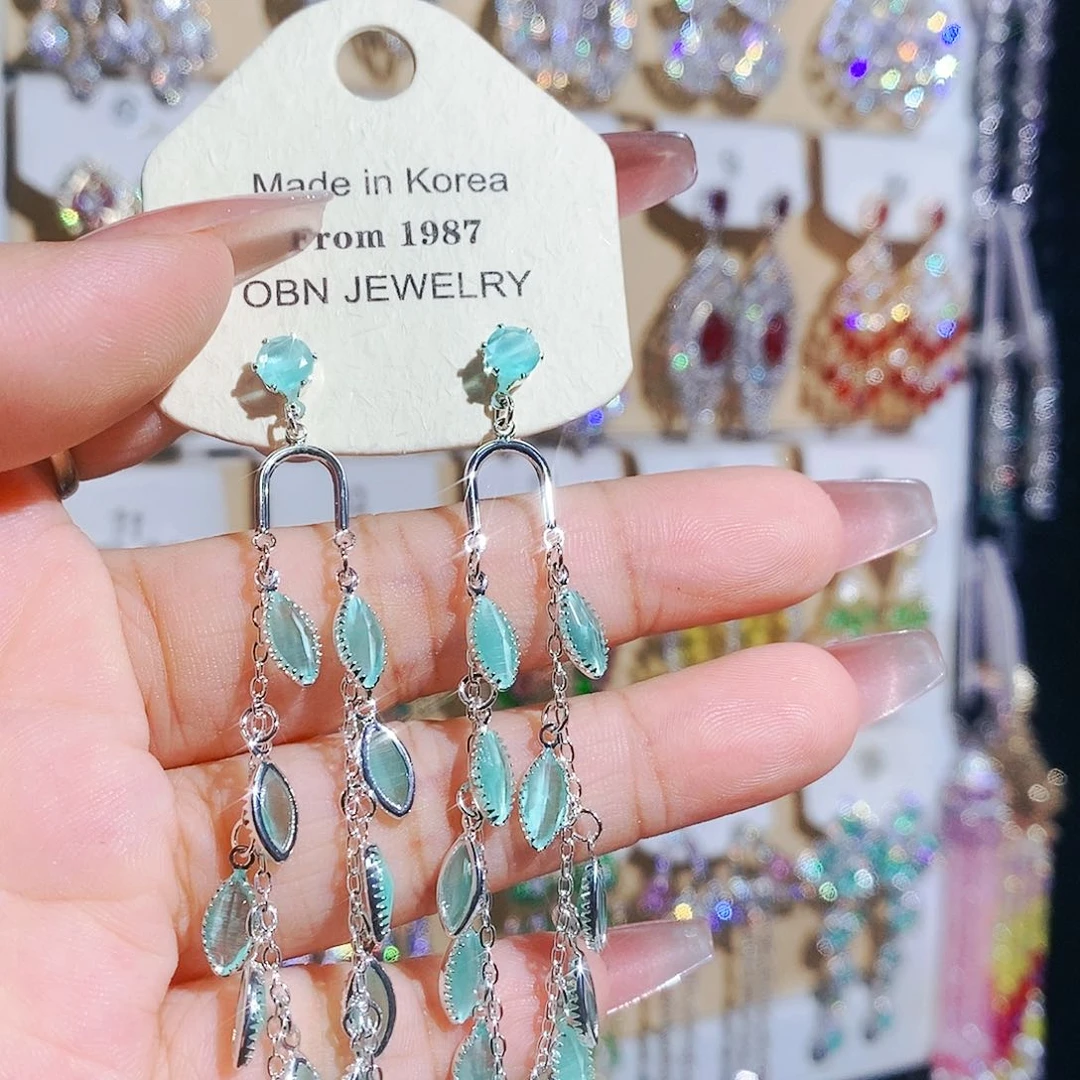 Made in Korea
From 1987
OBN JEWELRY